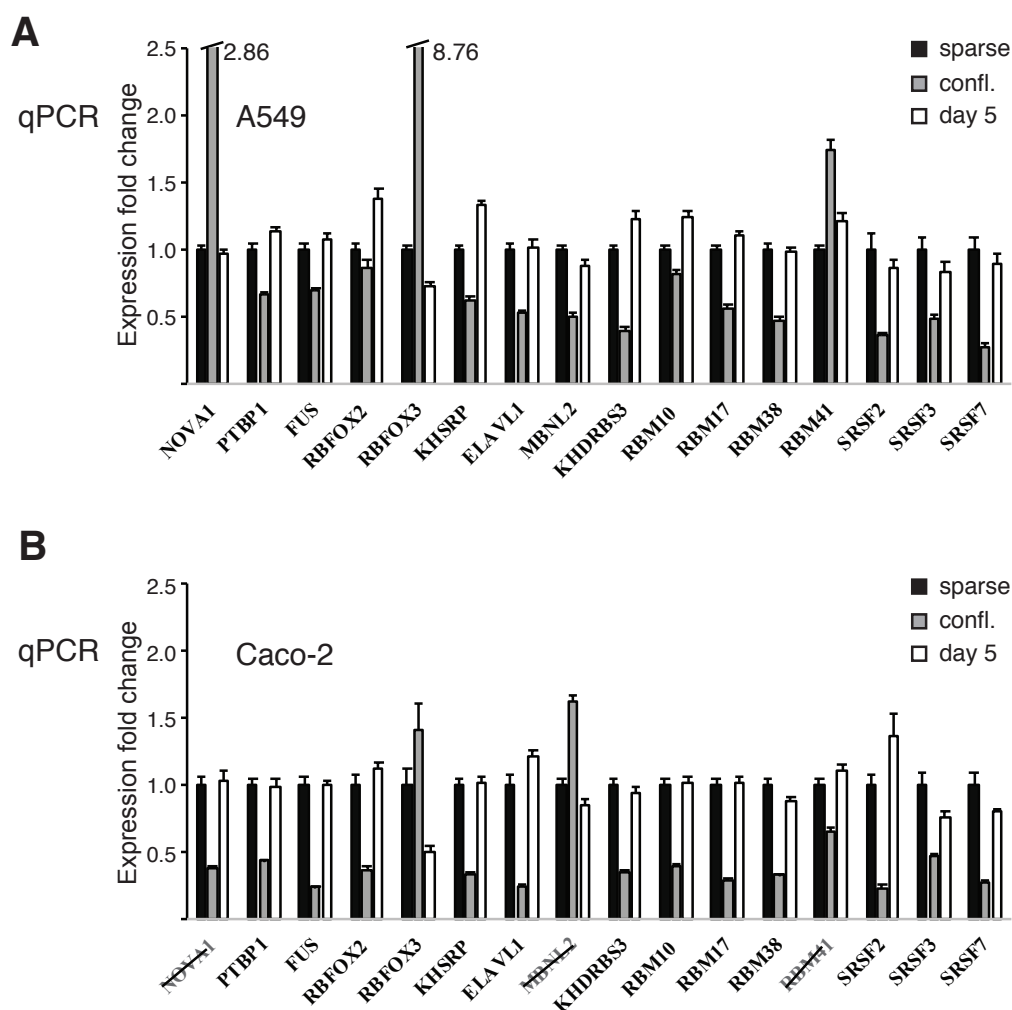 A
qPCR
A549
Expression fold change
2.5
2.0
1.5
1.0
0.5
2.86
8.76
sparse
confl.
day 5
NOVA1
PTBP1
FUS
RBFOX2
RBFOX3
KHSRP
ELAVL1
MBNL2
KHDRBS3
RBM10
RBM17
RBM38
RBM41
SRSF2
SRSF3
SRSF7
B
qPCR
Caco-2
Expression fold change
2.5
2.0
1.5
1.0
0.5
sparse
confl.
day 5
NOVA1
PTBP1
FUS
RBFOX2
RBFOX3
KHSRP
ELAVL1
MBNL2
KHDRBS3
RBM10
RBM17
RBM38
RBM41
SRSF2
SRSF3
SRSF7